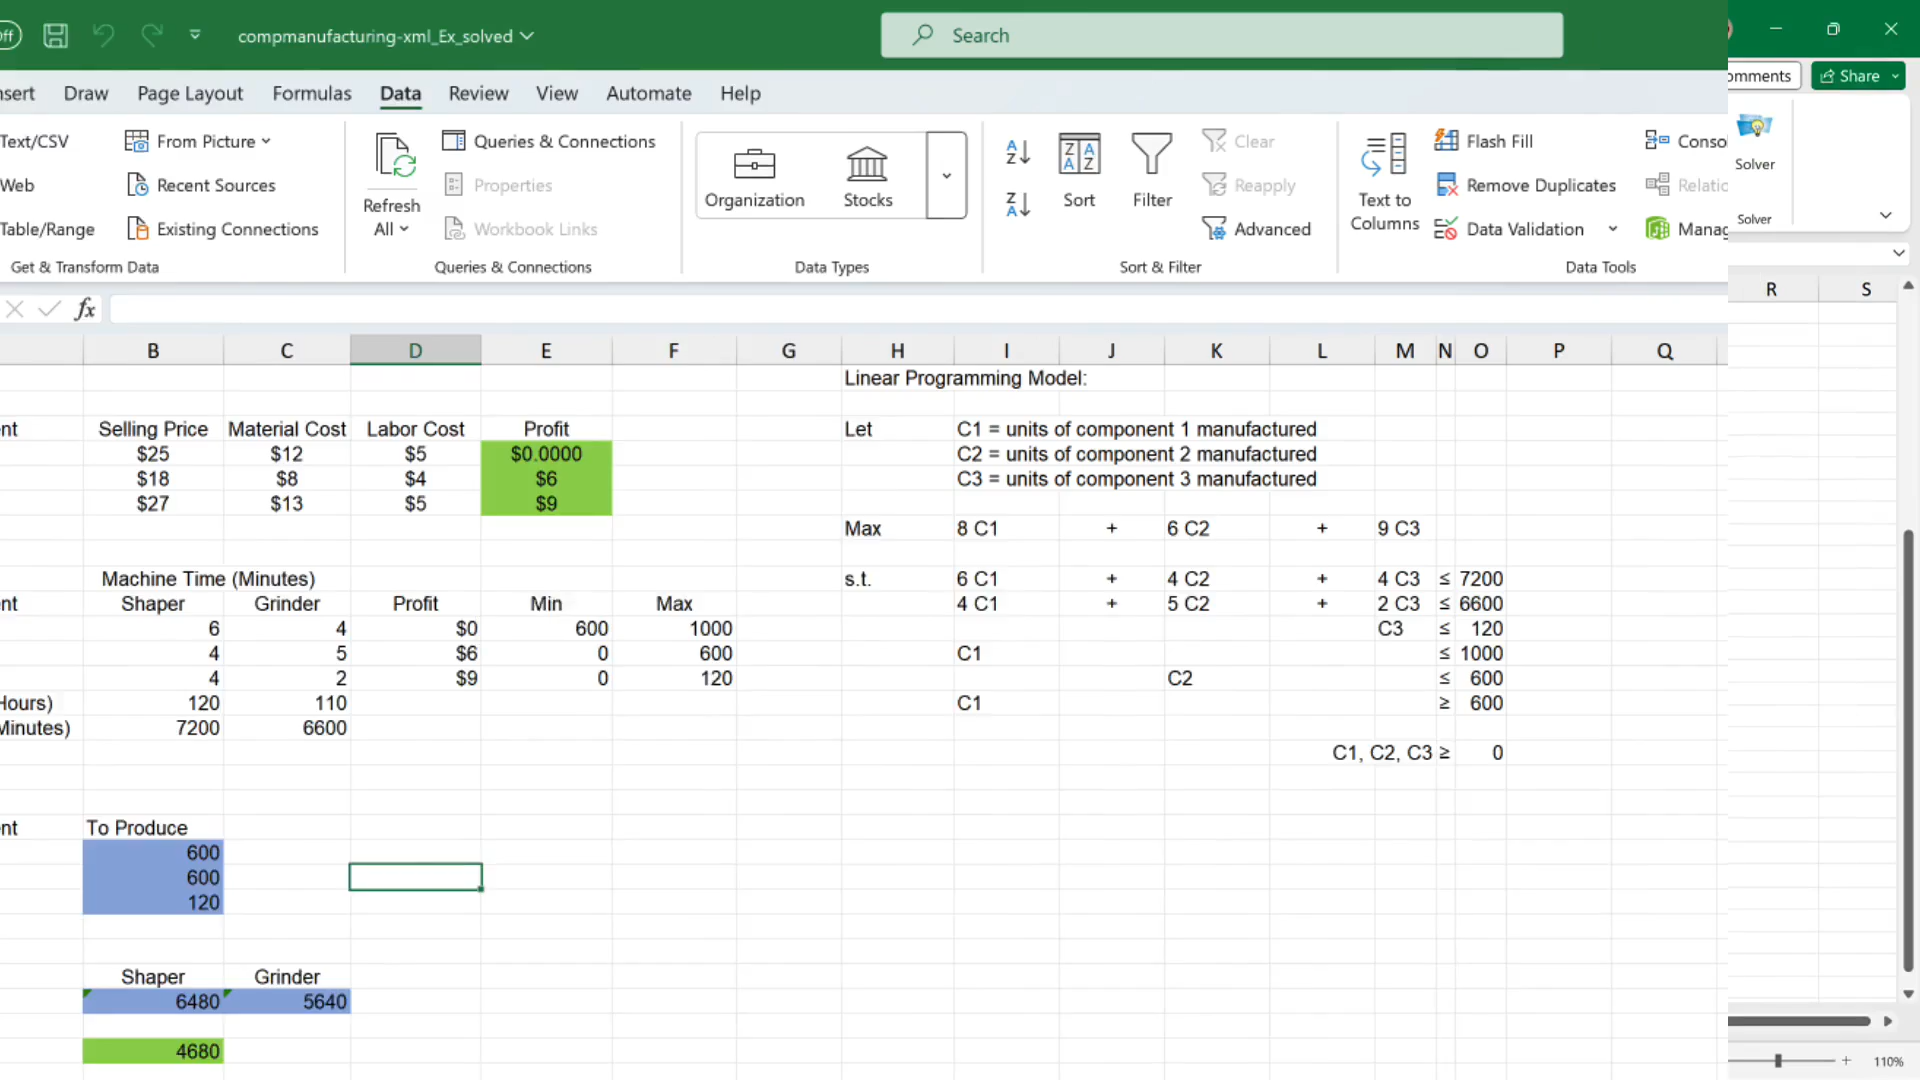 ff compmanufacturing-xml_Ex_solved Search
nsert Draw Page Layout Formulas Data Review View Automate Help omments Share
Text/CSV From Picture Queries & Connections Clear Flash Fill Conso
Web Recent Sources Properties Reapply Remove Duplicates Relatio
Table/Range Existing Connections Workbook Links Advanced Data Validation Manag
Refresh All Organization Stocks Sort Filter Text to Columns Solver
Get & Transform Data Queries & Connections Data Types Sort & Filter Data Tools Solver
fx
B C D E F G H I J K L M N O P Q R S
Linear Programming Model:
nt Selling Price Material Cost Labor Cost Profit Let C1 = units of component 1 manufactured
$25 $12 $5 $0.0000 C2 = units of component 2 manufactured
$18 $8 $4 $6 C3 = units of component 3 manufactured
$27 $13 $5 $9
Max 8 C1 + 6 C2 + 9 C3
Machine Time (Minutes) s.t. 6 C1 + 4 C2 + 4 C3 ≤ 7200
nt Shaper Grinder Profit Min Max 4 C1 + 5 C2 + 2 C3 ≤ 6600
6 4 $0 600 1000 C3 ≤ 120
4 5 $6 0 600 C1 ≤ 1000
4 2 $9 0 120 C2 ≤ 600
Hours) 120 110 C1 ≥ 600
Minutes) 7200 6600
C1, C2, C3 ≥ 0
nt To Produce
600
600
120
Shaper Grinder
6480 5640
4680
110%